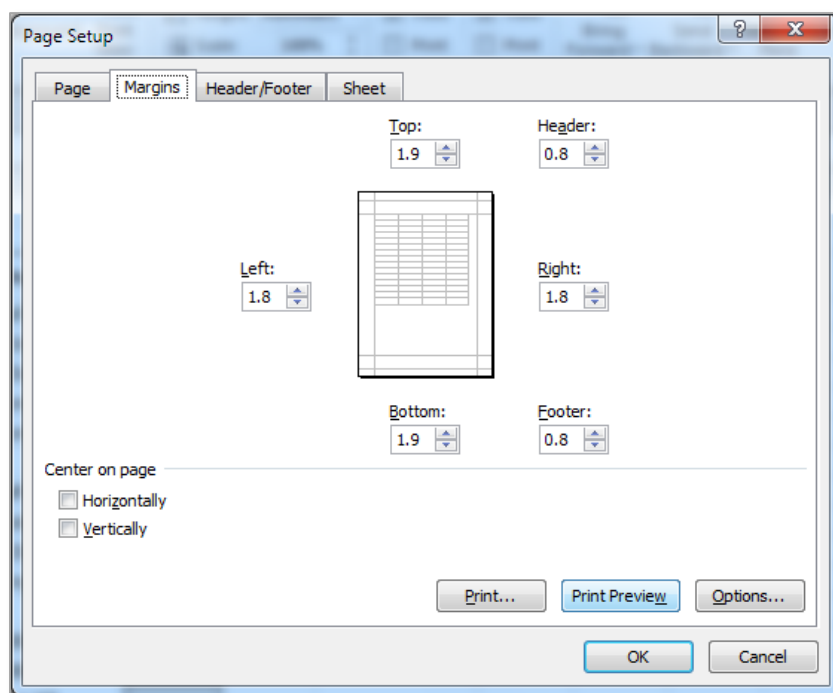 Page Setup
Page Margins Header/Footer Sheet
Top: Header:
1.9 0.8
Left: Right:
1.8 1.8
Bottom: Footer:
1.9 0.8
Center on page
Horizontally
Vertically
Print... Print Preview Options...
OK Cancel